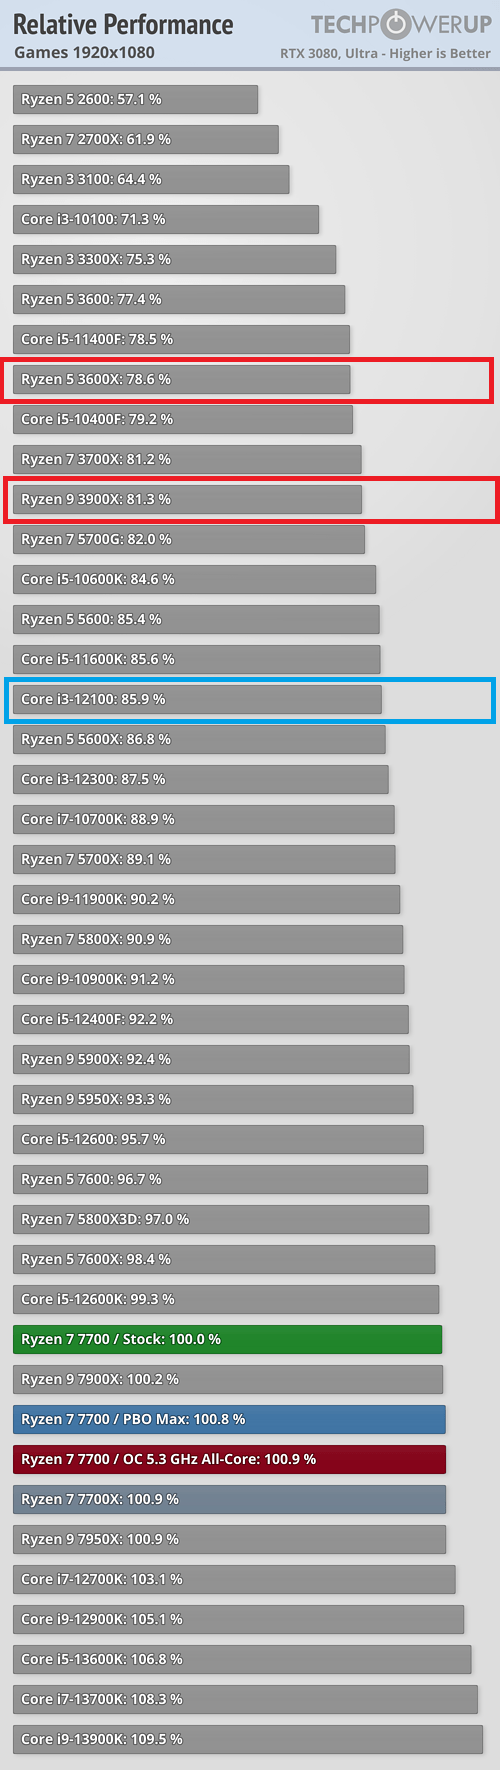 Relative Performance
TECHPOWERUP
Games 1920x1080
RTX 3080, Ultra - Higher is Better
Ryzen 5 2600: 57.1 %
Ryzen 7 2700X: 61.9 %
Ryzen 3 3100: 64.4 %
Core i3-10100: 71.3 %
Ryzen 3 3300X: 75.3 %
Ryzen 5 3600: 77.4 %
Core i5-11400F: 78.5 %
Ryzen 5 3600X: 78.6 %
Core i5-10400F: 79.2 %
Ryzen 7 3700X: 81.2 %
Ryzen 9 3900X: 81.3 %
Ryzen 7 5700G: 82.0 %
Core i5-10600K: 84.6 %
Ryzen 5 5600: 85.4 %
Core i5-11600K: 85.6 %
Core i3-12100: 85.9 %
Ryzen 5 5600X: 86.8 %
Core i3-12300: 87.5 %
Core i7-10700K: 88.9 %
Ryzen 7 5700X: 89.1 %
Core i9-11900K: 90.2 %
Ryzen 7 5800X: 90.9 %
Core i9-10900K: 91.2 %
Core i5-12400F: 92.2 %
Ryzen 9 5900X: 92.4 %
Ryzen 9 5950X: 93.3 %
Core i5-12600: 95.7 %
Ryzen 5 7600: 96.7 %
Ryzen 7 5800X3D: 97.0 %
Ryzen 5 7600X: 98.4 %
Core i5-12600K: 99.3 %
Ryzen 7 7700 / Stock: 100.0 %
Ryzen 9 7900X: 100.2 %
Ryzen 7 7700 / PBO Max: 100.8 %
Ryzen 7 7700 / OC 5.3 GHz All-Core: 100.9 %
Ryzen 7 7700X: 100.9 %
Ryzen 9 7950X: 100.9 %
Core i7-12700K: 103.1 %
Core i9-12900K: 105.1 %
Core i5-13600K: 106.8 %
Core i7-13700K: 108.3 %
Core i9-13900K: 109.5 %